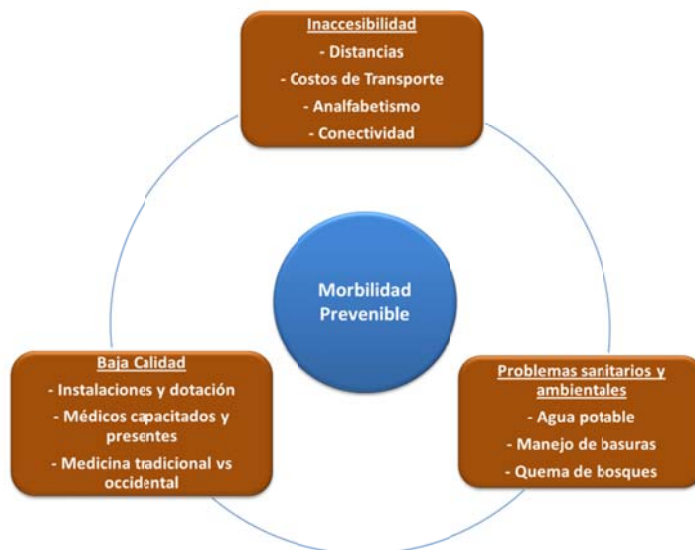 Inaccesibilidad
- Distancias
- Costos de Transporte
- Analfabetismo
- Conectividad
Morbilidad
Prevenible
Baja Calidad
- Instalaciones y dotación
- Médicos capacitados y
presentes
- Medicina tradicional vs
occidental
Problemas sanitarios y
ambientales
- Agua potable
- Manejo de basuras
- Quema de bosques